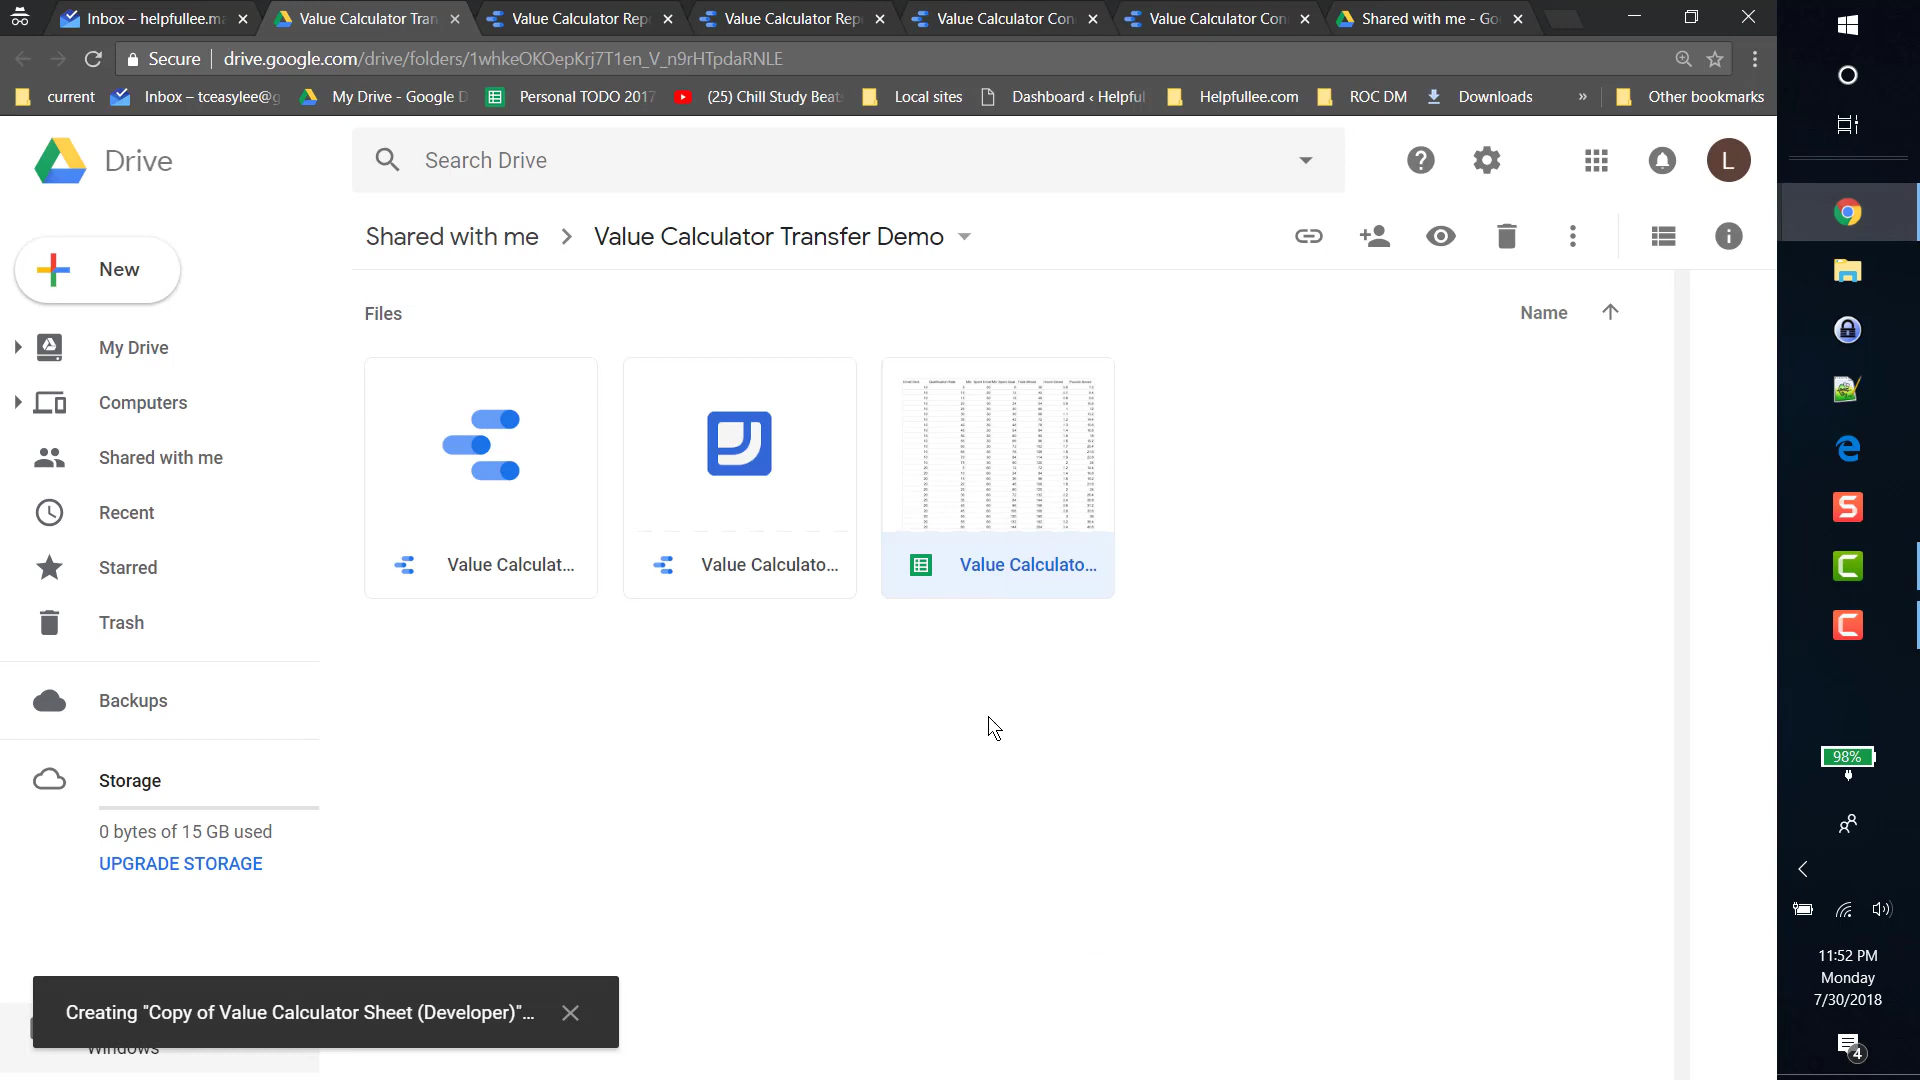 Inbox – helpfullee.ma
Value Calculator Tran
Value Calculator Rep
Value Calculator Rep
Value Calculator Con
Value Calculator Con
Shared with me - Go
Secure
drive.google.com/drive/folders/1whkeOKOepKrj7T1en_V_n9rHTpdaRNLE
current
Inbox – tceasylee@g
My Drive - Google D
Personal TODO 2017
(25) Chill Study Beat
Local sites
Dashboard ‹ Helpful
Helpfullee.com
ROC DM
Downloads
»
Other bookmarks
Drive
Search Drive
L
Shared with me > Value Calculator Transfer Demo
New
Files
Name
My Drive
Computers
Shared with me
Recent
Starred
Trash
Value Calculat...
Value Calculato...
Value Calculato...
Backups
Storage
0 bytes of 15 GB used
UPGRADE STORAGE
Creating "Copy of Value Calculator Sheet (Developer)"...
Windows
98%
11:52 PM
Monday
7/30/2018
4